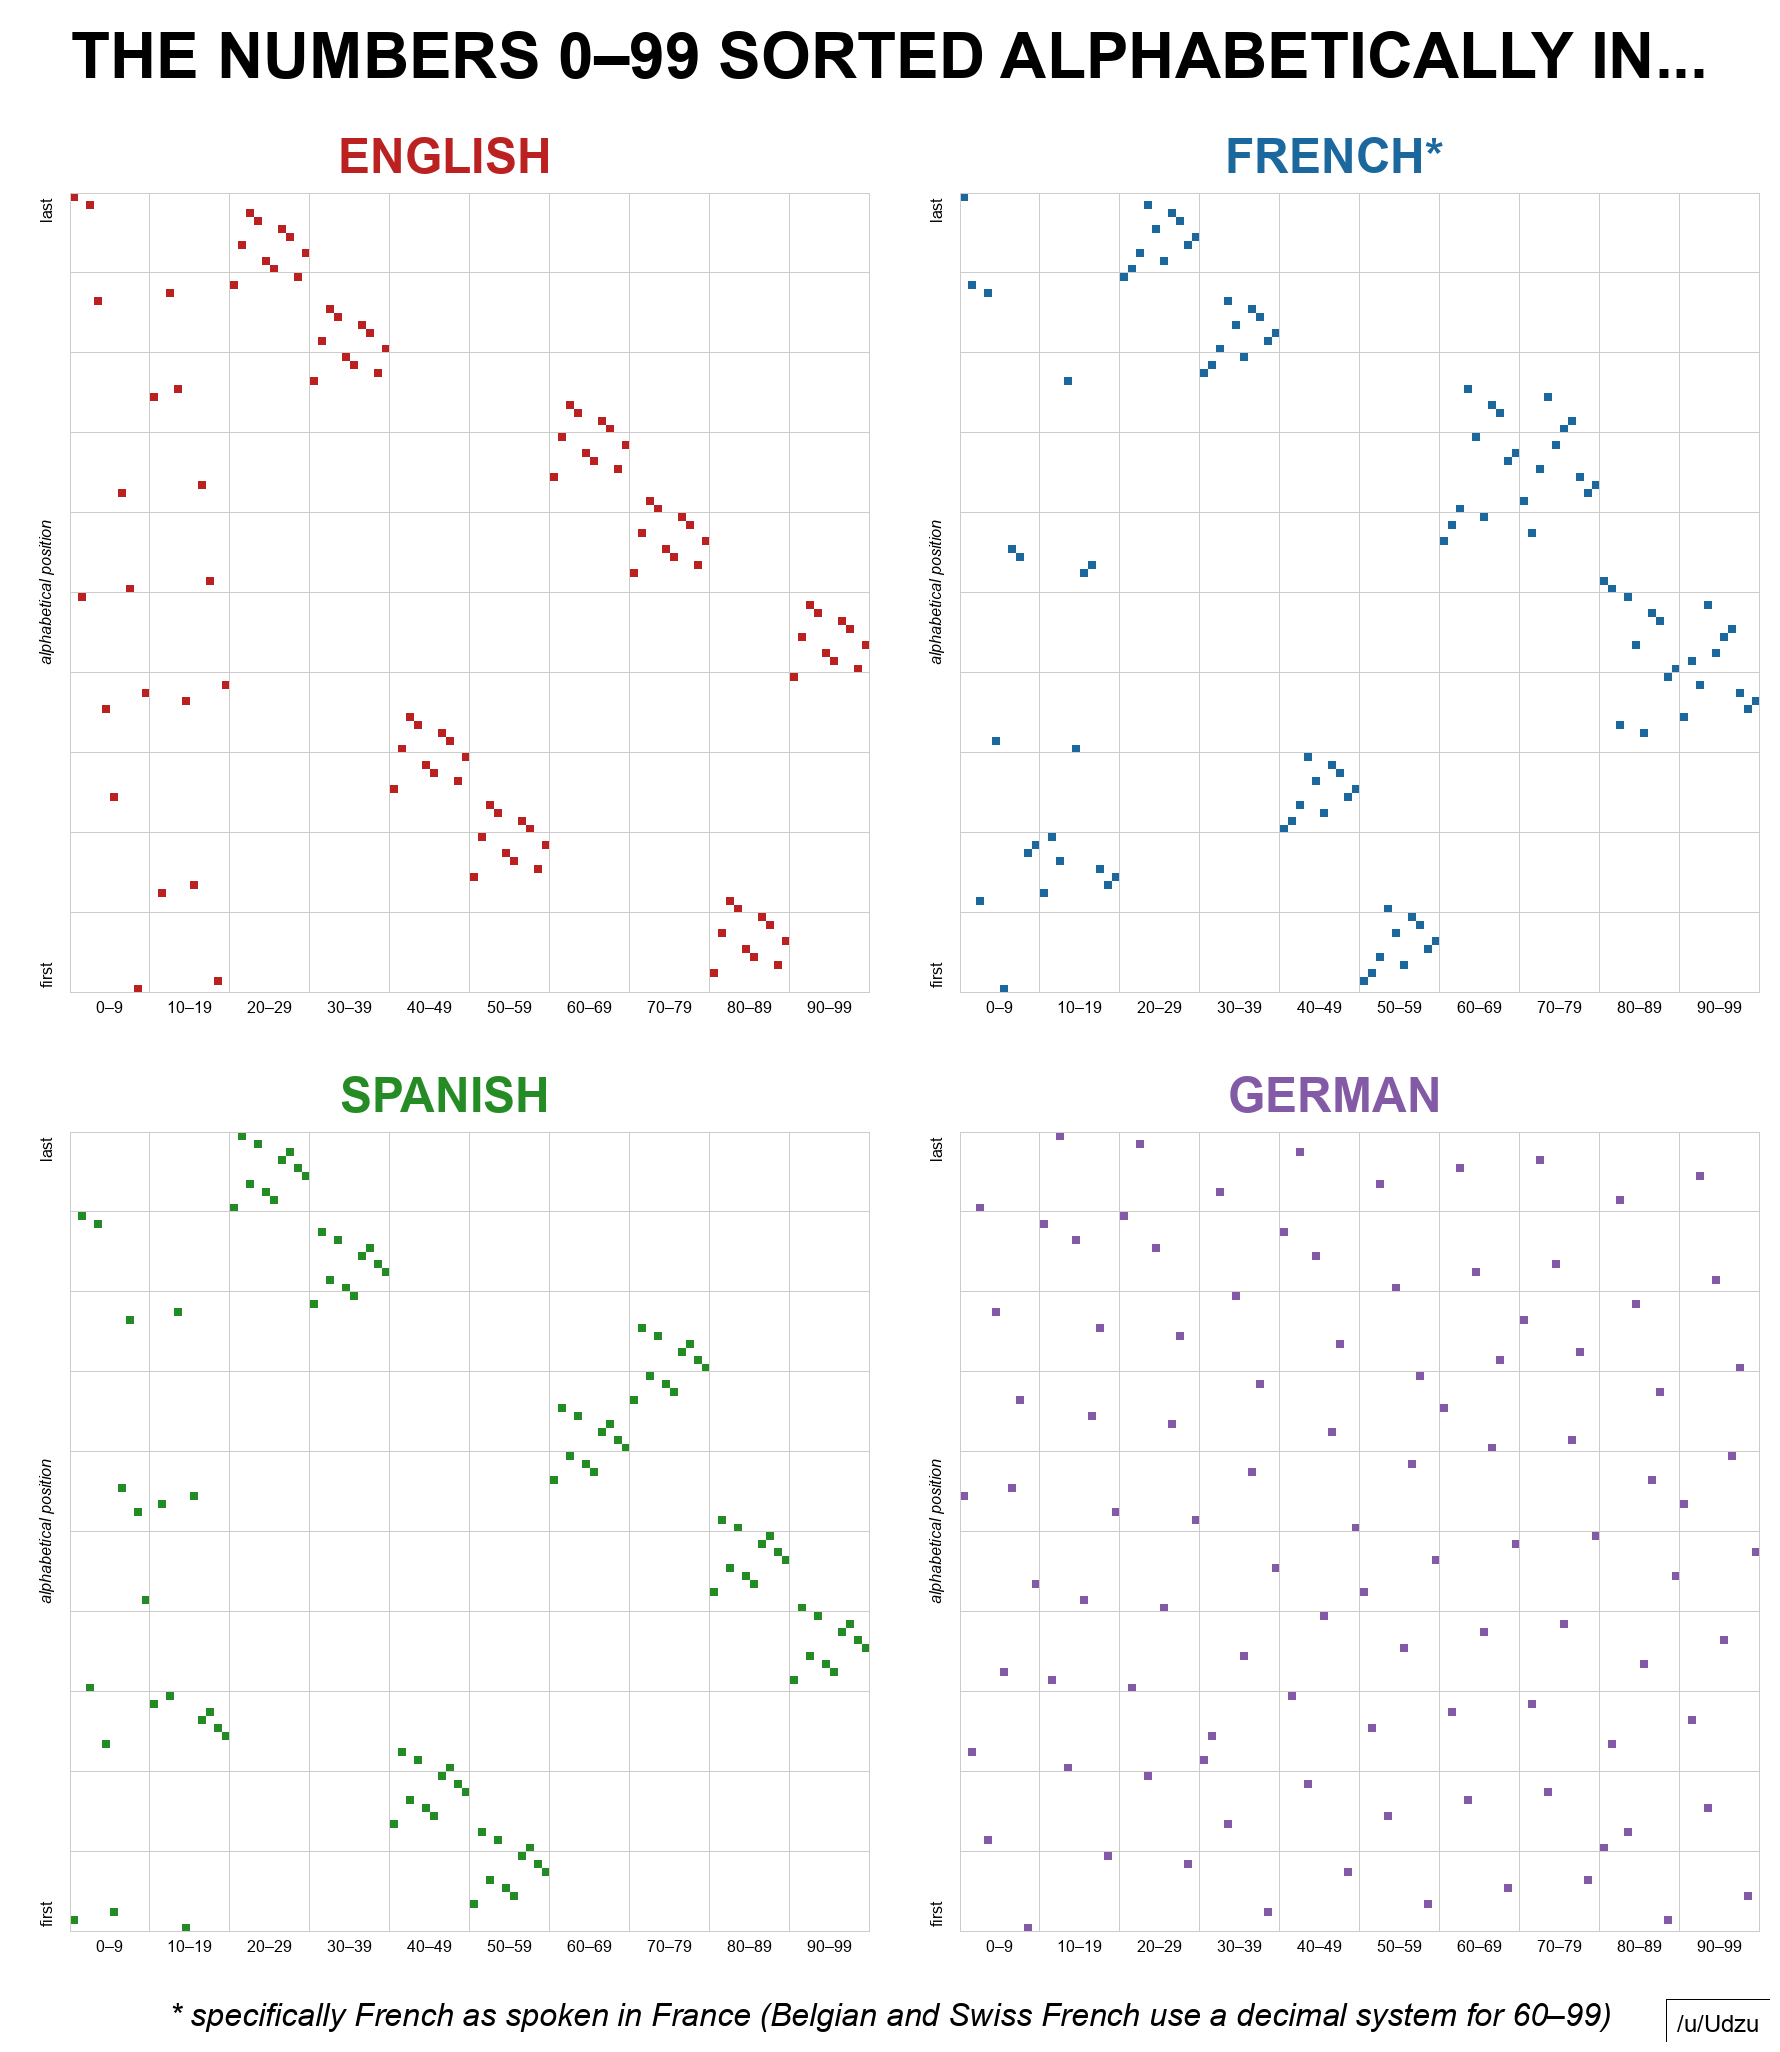 THE NUMBERS 0–99 SORTED ALPHABETICALLY IN...
ENGLISH
last
alphabetical position
first
0–9 10–19 20–29 30–39 40–49 50–59 60–69 70–79 80–89 90–99
FRENCH*
last
alphabetical position
first
0–9 10–19 20–29 30–39 40–49 50–59 60–69 70–79 80–89 90–99
SPANISH
last
alphabetical position
first
0–9 10–19 20–29 30–39 40–49 50–59 60–69 70–79 80–89 90–99
GERMAN
last
alphabetical position
first
0–9 10–19 20–29 30–39 40–49 50–59 60–69 70–79 80–89 90–99
* specifically French as spoken in France (Belgian and Swiss French use a decimal system for 60–99)
/u/Udzu